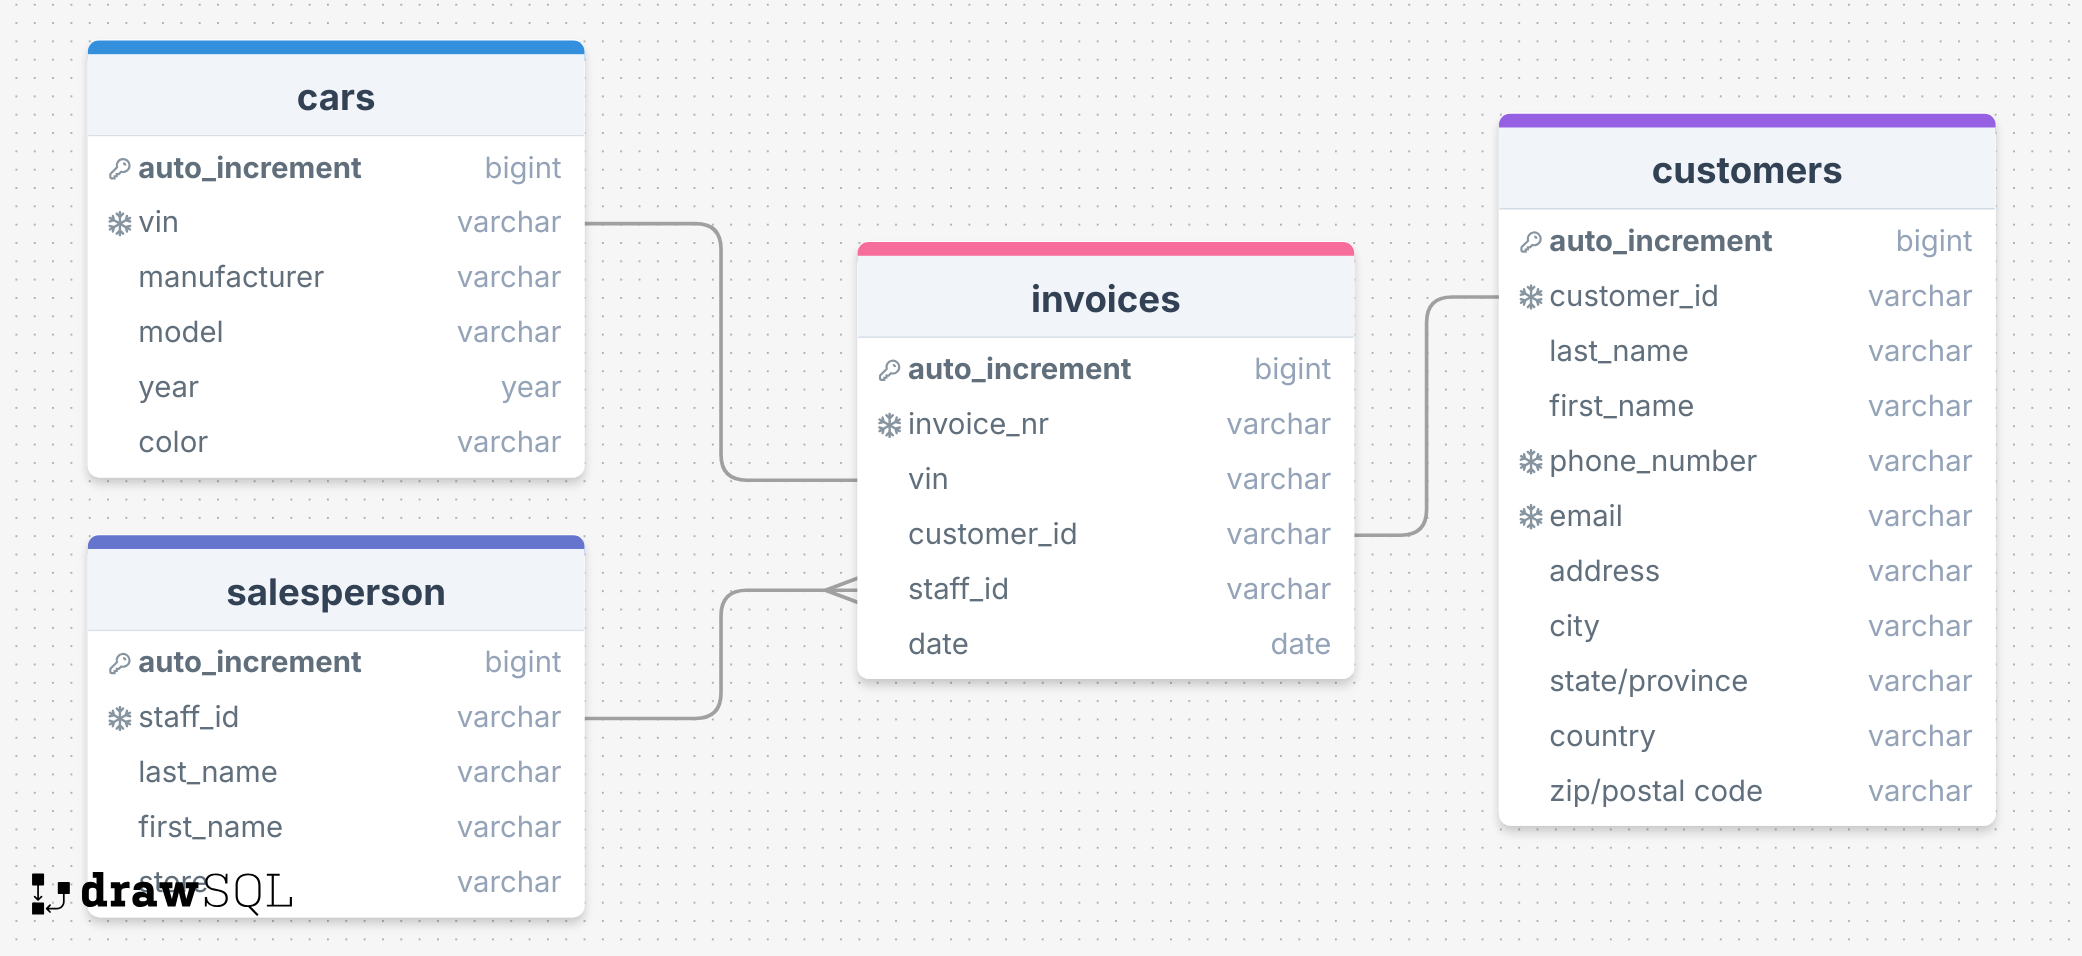 cars
auto_increment bigint
vin varchar
manufacturer varchar
model varchar
year year
color varchar
salesperson
auto_increment bigint
staff_id varchar
last_name varchar
first_name varchar
store varchar
drawSQL
invoices
auto_increment bigint
invoice_nr varchar
vin varchar
customer_id varchar
staff_id varchar
date date
customers
auto_increment bigint
customer_id varchar
last_name varchar
first_name varchar
phone_number varchar
email varchar
address varchar
city varchar
state/province varchar
country varchar
zip/postal code varchar